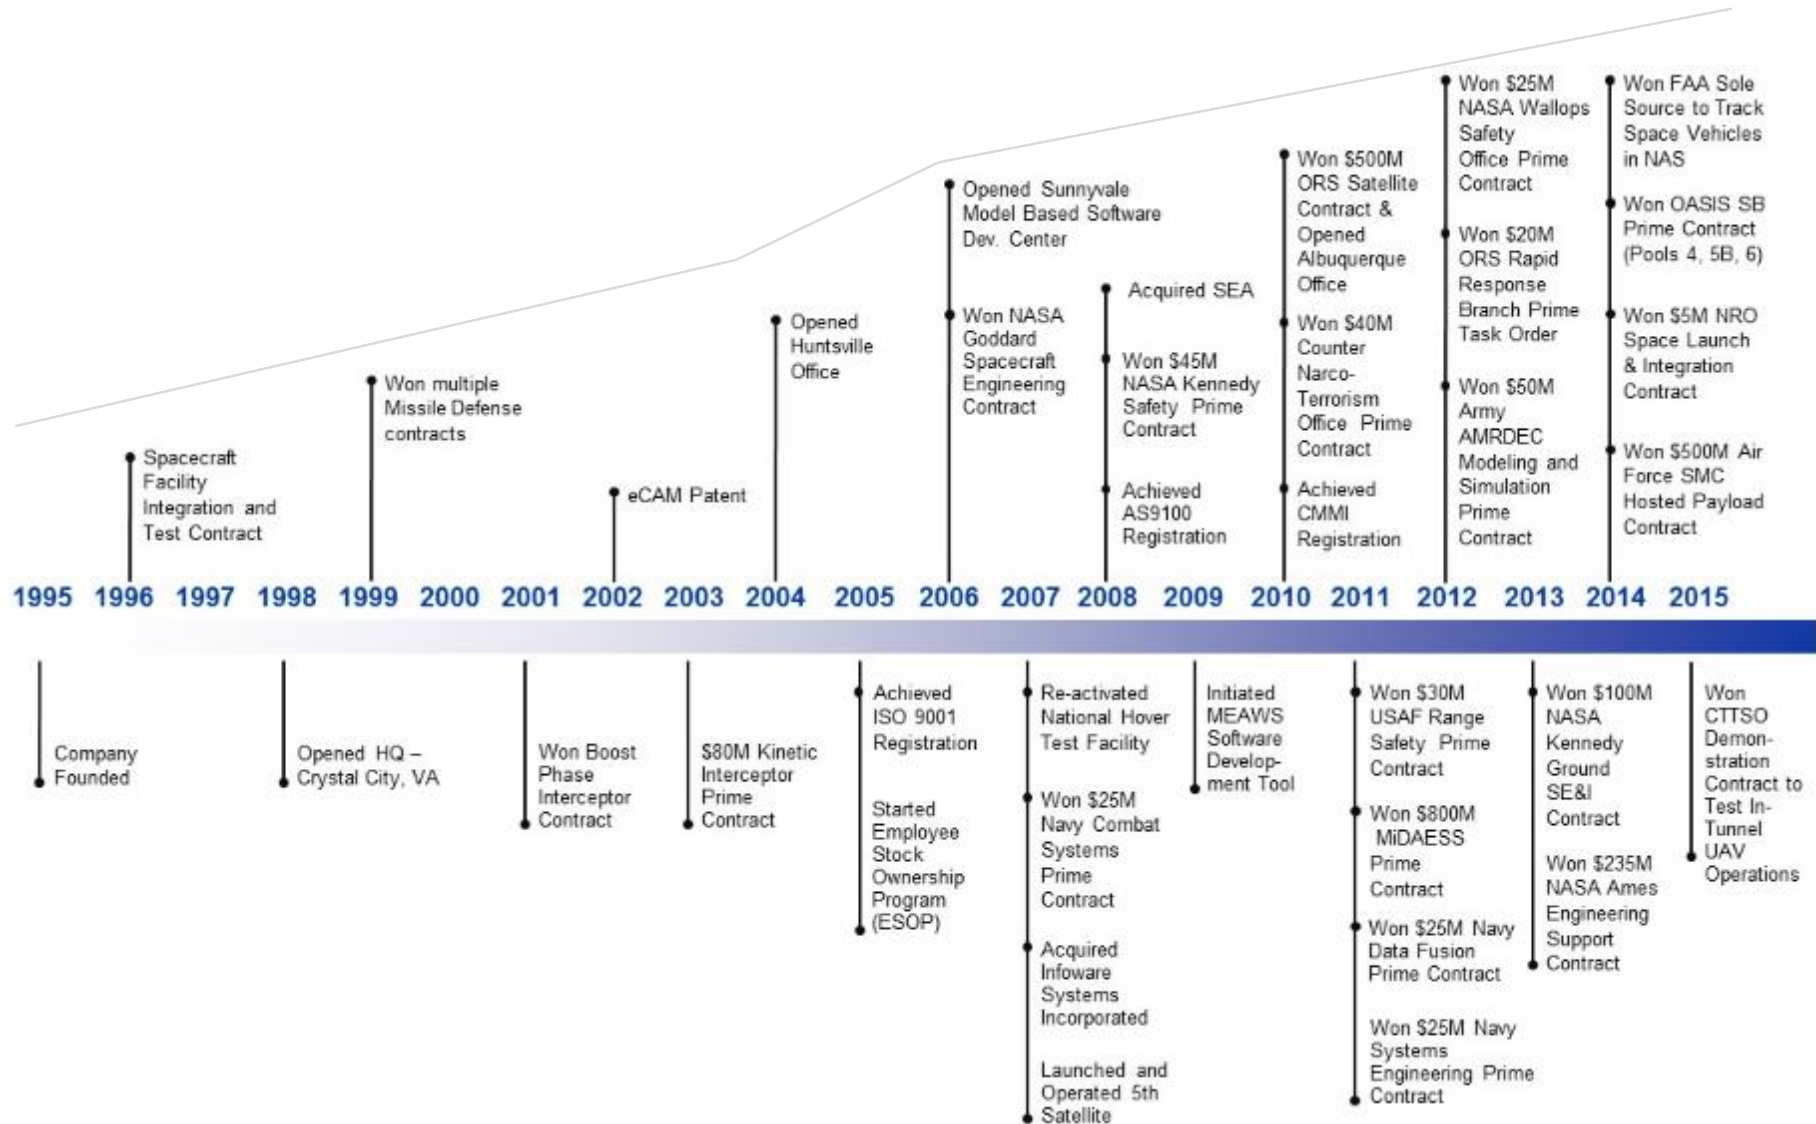 Spacecraft
Facility
Integration and
Test Contract
Won multiple
Missile Defense
contracts
eCAM Patent
Opened
Huntsville
Office
Opened Sunnyvale
Model Based Software
Dev. Center
Won NASA
Goddard
Spacecraft
Engineering
Contract
Acquired SEA
Won $45M
NASA Kennedy
Safety Prime
Contract
Achieved
AS9100
Registration
Won $500M
ORS Satellite
Contract &
Opened
Albuquerque
Office
Won $40M
Counter
Narco-
Terrorism
Office Prime
Contract
Achieved
CMMI
Registration
Won $25M
NASA Wallops
Safety
Office Prime
Contract
Won $20M
ORS Rapid
Response
Branch Prime
Task Order
Won $50M
Army
AMRDEC
Modeling and
Simulation
Prime
Contract
Won FAA Sole
Source to Track
Space Vehicles
in NAS
Won OASIS SB
Prime Contract
(Pools 4, 5B, 6)
Won $5M NRO
Space Launch
& Integration
Contract
Won $500M Air
Force SMC
Hosted Payload
Contract
1995 1996 1997 1998 1999 2000 2001 2002 2003 2004 2005 2006 2007 2008 2009 2010 2011 2012 2013 2014 2015
Company
Founded
Opened HQ –
Crystal City, VA
Won Boost
Phase
Interceptor
Contract
$80M Kinetic
Interceptor
Prime
Contract
Achieved
ISO 9001
Registration
Started
Employee
Stock
Ownership
Program
(ESOP)
Re-activated
National Hover
Test Facility
Won $25M
Navy Combat
Systems
Prime
Contract
Acquired
Infoware
Systems
Incorporated
Launched and
Operated 5th
Satellite
Initiated
MEAWS
Software
Develop-
ment Tool
Won $30M
USAF Range
Safety Prime
Contract
Won $800M
MiDAESS
Prime
Contract
Won $25M Navy
Data Fusion
Prime Contract
Won $25M Navy
Systems
Engineering Prime
Contract
Won $100M
NASA
Kennedy
Ground
SE&I
Contract
Won $235M
NASA Ames
Engineering
Support
Contract
Won
CTTSO
Demon-
stration
Contract to
Test In-
Tunnel
UAV
Operations